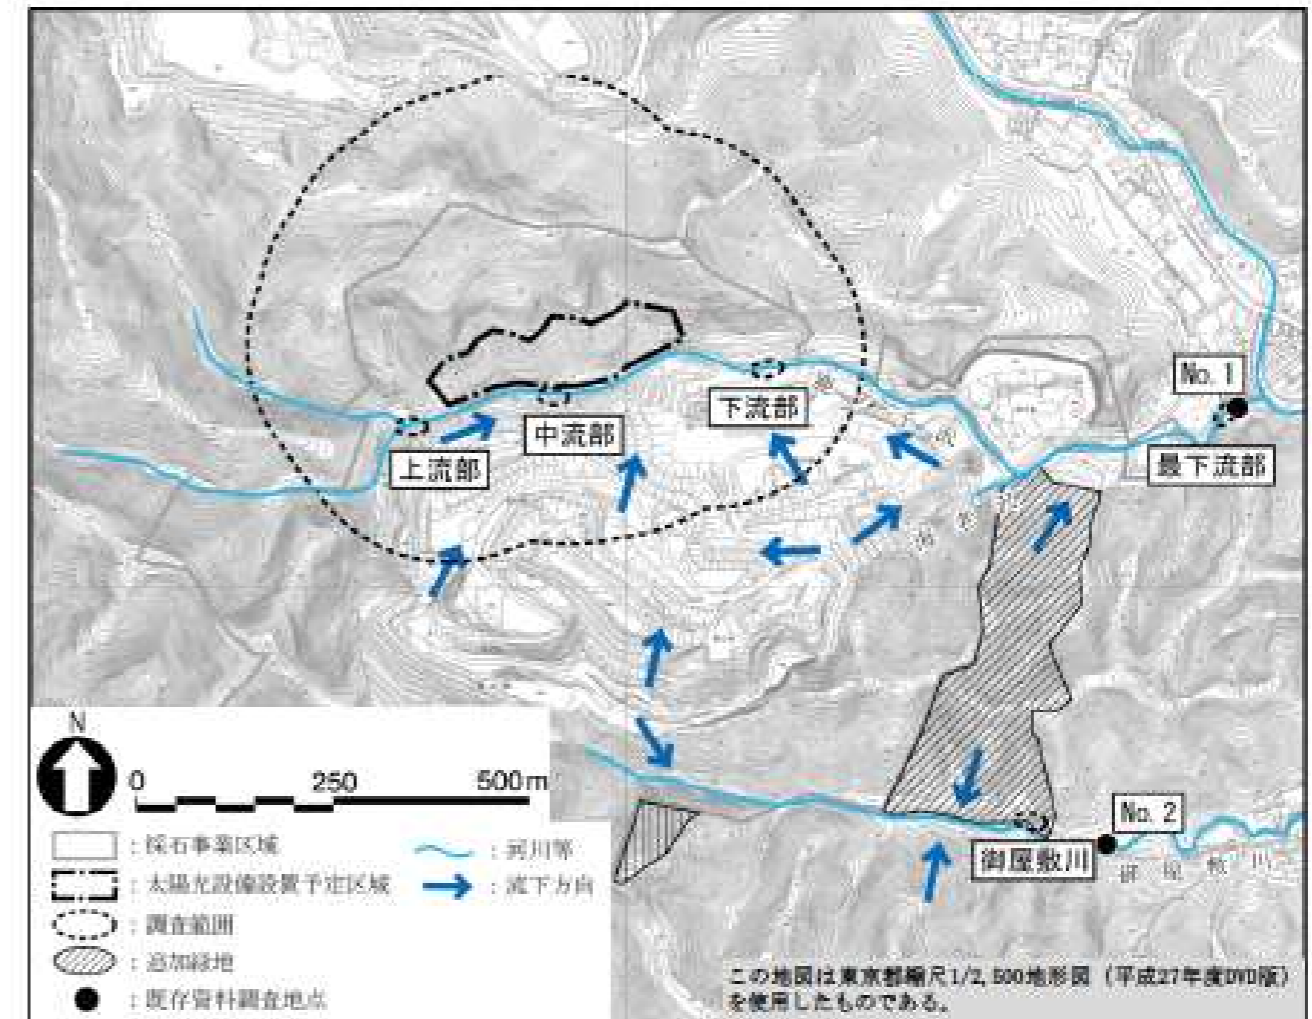 No. 1
下流部
中流部
上流部
最下流部
N
0 250 500m
No. 2
御屋敷川
御屋敷川
：採石事業区域
：河川等
：太陽光設備設置予定区域
：流下方向
：調査範囲
：追加緑地
：既存資料調査地点
この地図は東京都縮尺1/2,500地形図（平成27年度DVD版）
を使用したものである。